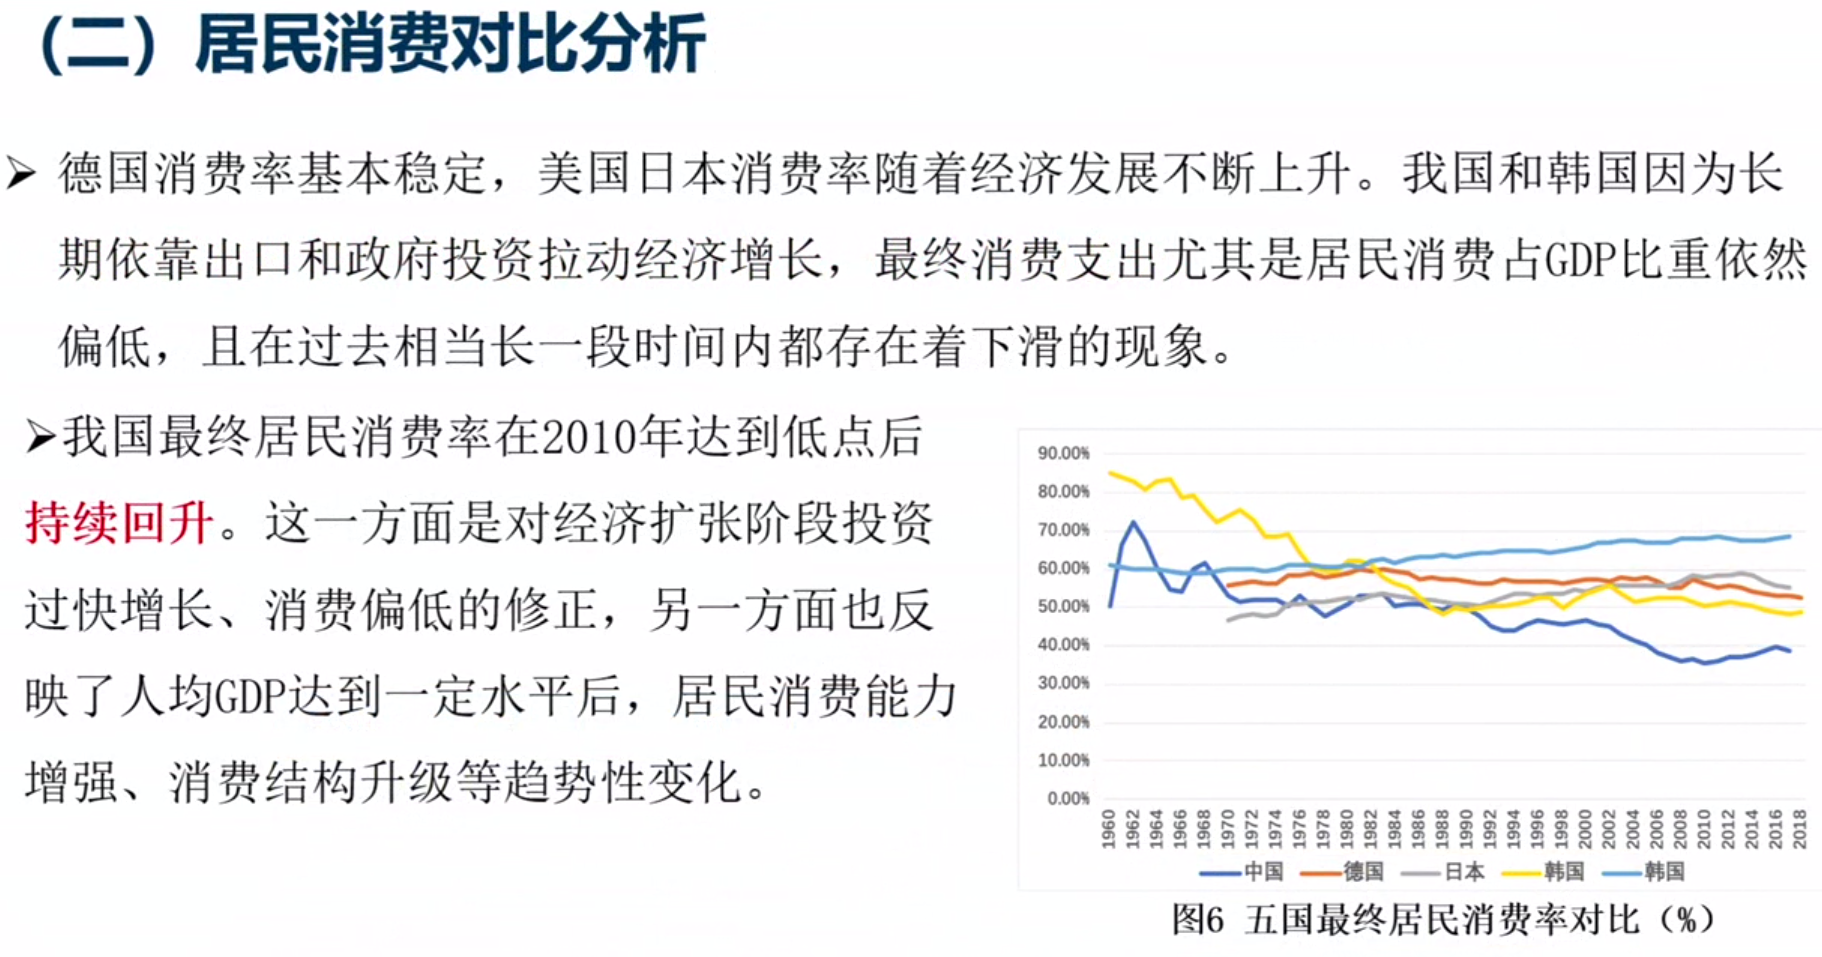 （二）居民消费对比分析
➢ 德国消费率基本稳定，美国日本消费率随着经济发展不断上升。我国和韩国因为长
期依靠出口和政府投资拉动经济增长，最终消费支出尤其是居民消费占GDP比重依然
偏低，且在过去相当长一段时间内都存在着下滑的现象。
➢我国最终居民消费率在2010年达到低点后
持续回升。这一方面是对经济扩张阶段投资
过快增长、消费偏低的修正，另一方面也反
映了人均GDP达到一定水平后，居民消费能力
增强、消费结构升级等趋势性变化。
90.00%
80.00%
70.00%
60.00%
50.00%
40.00%
30.00%
20.00%
10.00%
0.00%
1960 1962 1964 1966 1968 1970 1972 1974 1976 1978 1980 1982 1984 1986 1988 1990 1992 1994 1996 1998 2000 2002 2004 2006 2008 2010 2012 2014 2016 2018
中国 德国 日本 韩国 韩国
图6 五国最终居民消费率对比（%）